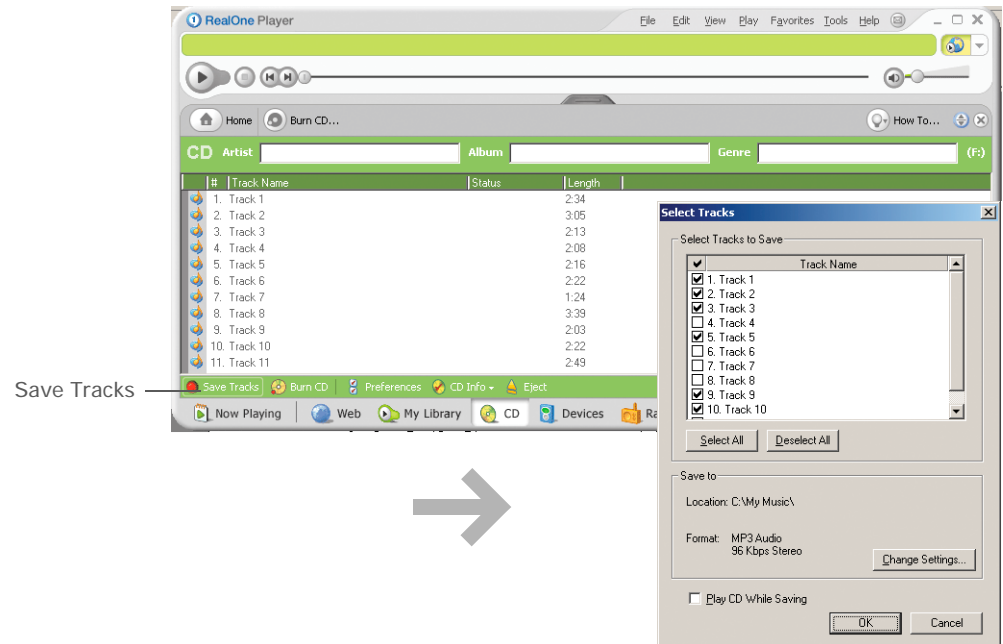 RealOne Player
File Edit View Play Favorites Tools Help
Home Burn CD... How To...
CD Artist Album Genre (F:)
# Track Name Status Length
1. Track 1 2:34
2. Track 2 3:05
3. Track 3 2:13
4. Track 4 2:08
5. Track 5 2:16
6. Track 6 2:22
7. Track 7 1:24
8. Track 8 3:39
9. Track 9 2:03
10. Track 10 2:22
11. Track 11 2:49
Save Tracks
Save Tracks Burn CD Preferences CD Info Eject
Now Playing Web My Library CD Devices
Select Tracks
Select Tracks to Save
Track Name
1. Track 1
2. Track 2
3. Track 3
4. Track 4
5. Track 5
6. Track 6
7. Track 7
8. Track 8
9. Track 9
10. Track 10
Select All Deselect All
Save to
Location: C:\My Music\
Format: MP3 Audio
96 Kbps Stereo
Change Settings...
Play CD While Saving
OK Cancel